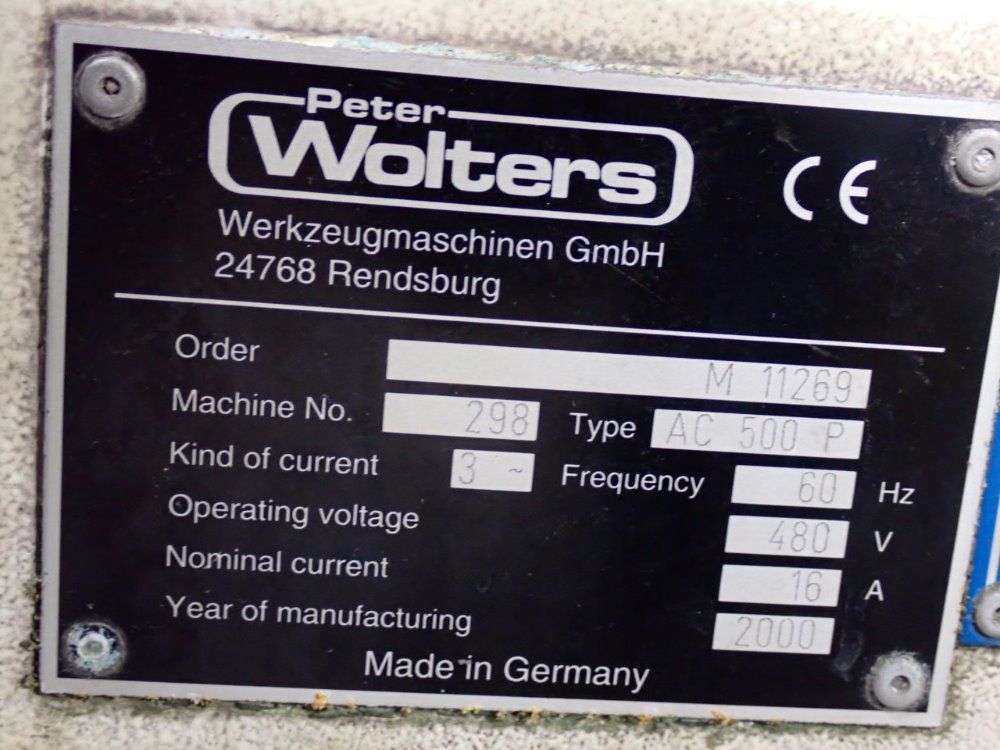 Peter
Wolters
CE
Werkzeugmaschinen GmbH
24768 Rendsburg
Order M 11269
Machine No. 298 Type AC 500 P
Kind of current 3 ~ Frequency 60 Hz
Operating voltage 480 V
Nominal current 16 A
Year of manufacturing 2000
Made in Germany